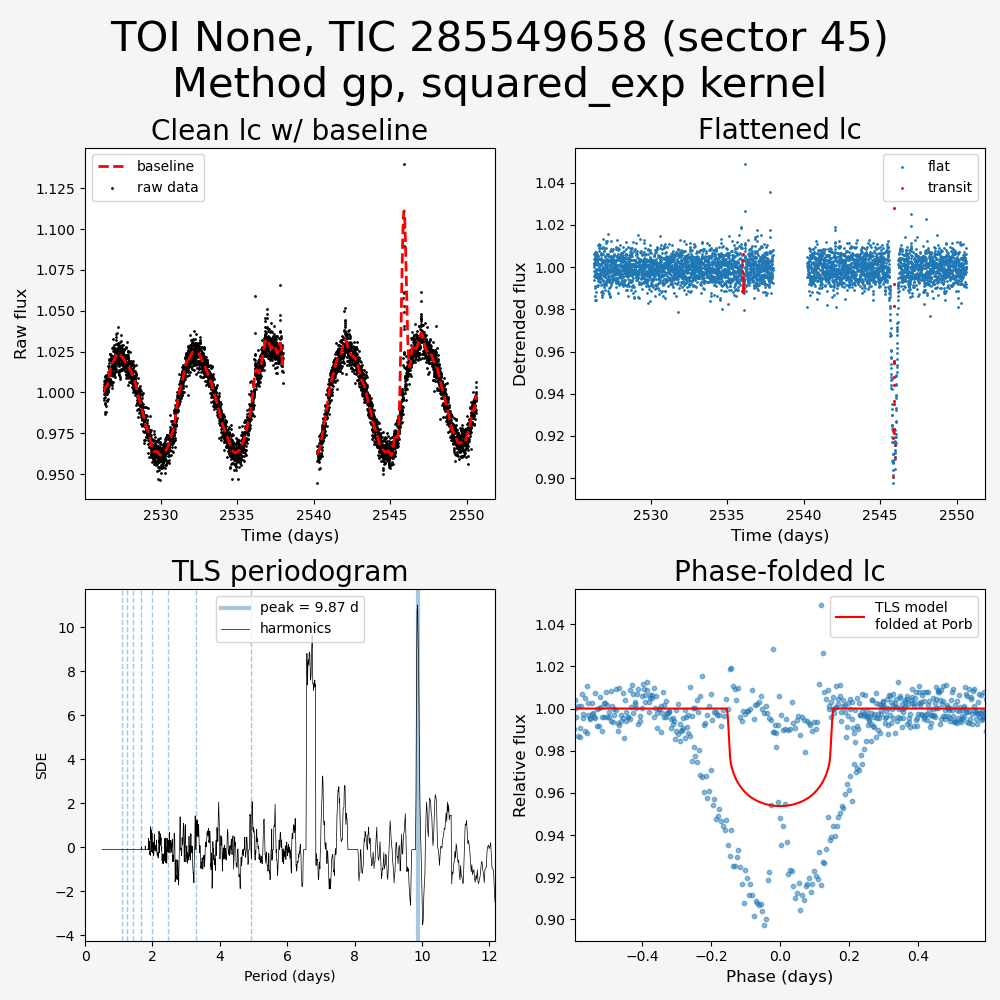 TOI None, TIC 285549658 (sector 45)
Method gp, squared_exp kernel
Clean lc w/ baseline
baseline
raw data
1.125
1.100
1.075
1.050
1.025
1.000
0.975
0.950
Raw flux
2530
2535
2540
2545
2550
Time (days)
Flattened lc
flat
transit
1.04
1.02
1.00
0.98
0.96
0.94
0.92
0.90
Detrended flux
2530
2535
2540
2545
2550
Time (days)
TLS periodogram
peak = 9.87 d
harmonics
10
8
6
4
2
0
−2
−4
SDE
0
2
4
6
8
10
12
Period (days)
Phase-folded lc
TLS model
folded at Porb
1.04
1.02
1.00
0.98
0.96
0.94
0.92
0.90
Relative flux
−0.4
−0.2
0.0
0.2
0.4
Phase (days)